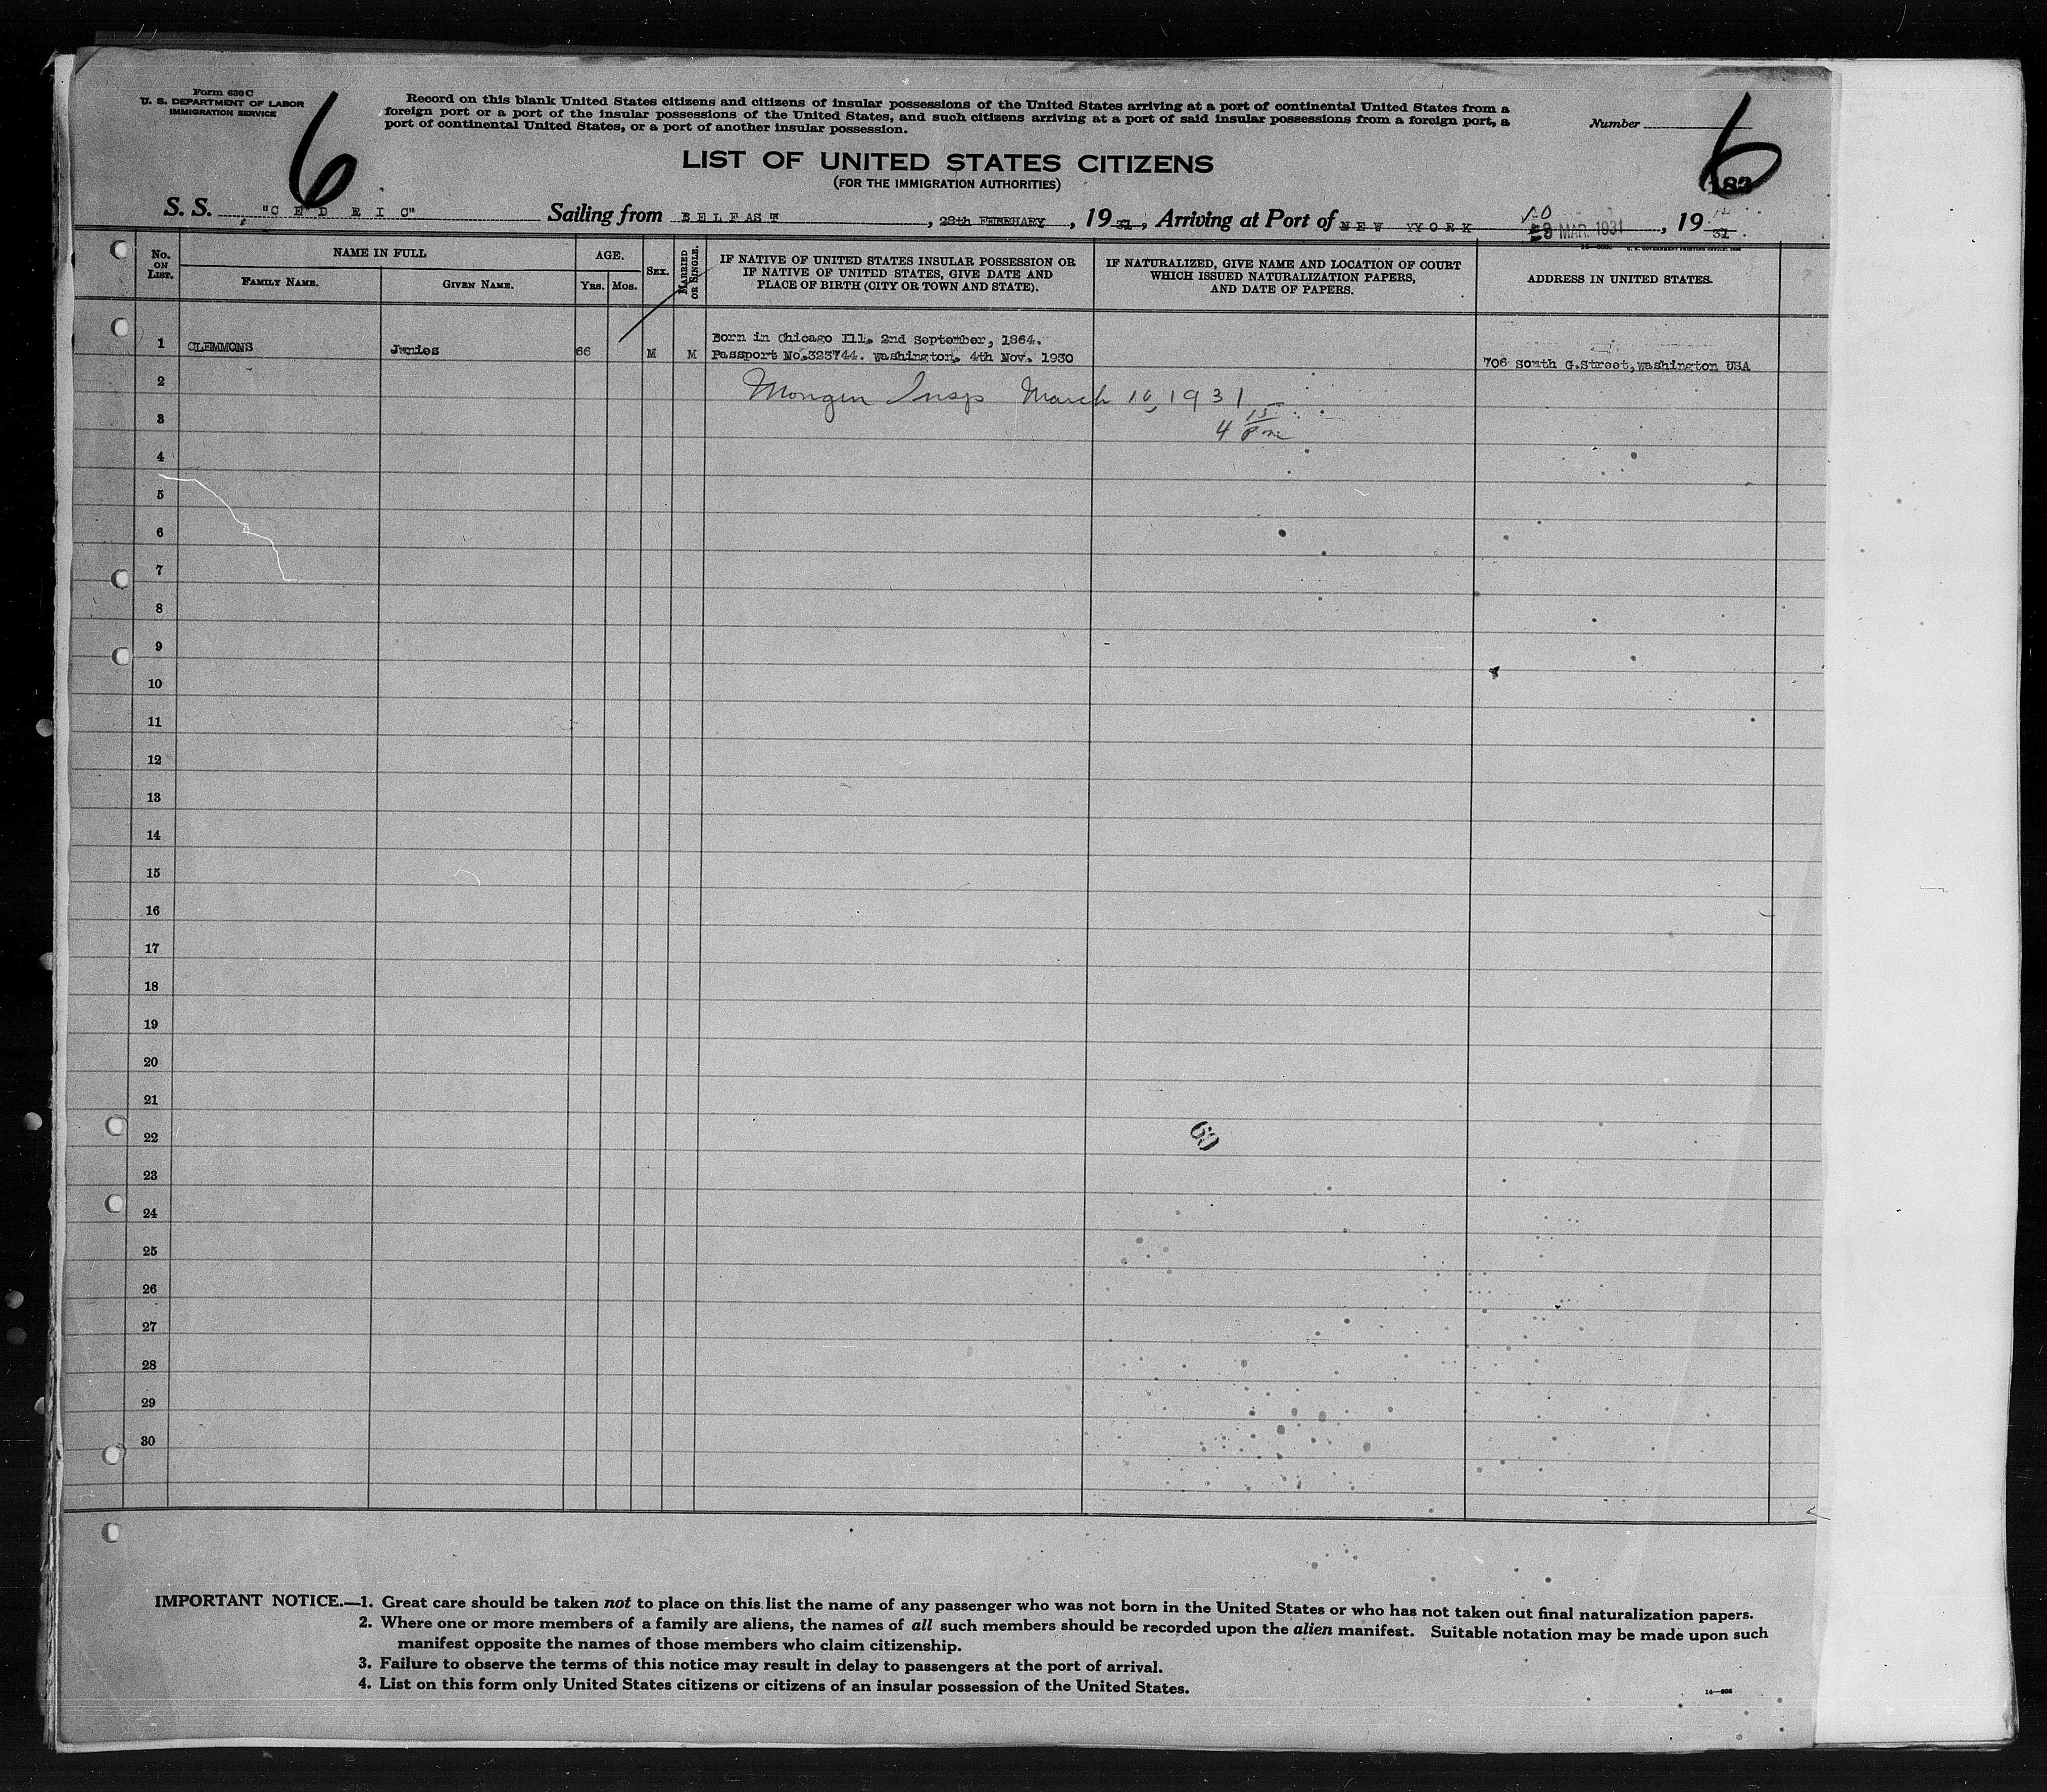 Form 630 C
U. S. DEPARTMENT OF LABOR
IMMIGRATION SERVICE
6
Record on this blank United States citizens and citizens of insular possessions of the United States arriving at a port of continental United States from a
foreign port or a port of the insular possessions of the United States, and such citizens arriving at a port of said insular possessions from a foreign port, a
port of continental United States, or a port of another insular possession.
Number
6
LIST OF UNITED STATES CITIZENS
(FOR THE IMMIGRATION AUTHORITIES)
S. S. "CEDRIC" Sailing from BELFAST, 28th FEBRUARY, 1931, Arriving at Port of NEW YORK MAR. 1931, 1931
No. ON LIST.
NAME IN FULL
FAMILY NAME.
GIVEN NAME.
AGE.
Yrs. Mos.
SEX.
MARRIED OR SINGLE.
IF NATIVE OF UNITED STATES INSULAR POSSESSION OR
IF NATIVE OF UNITED STATES, GIVE DATE AND
PLACE OF BIRTH (CITY OR TOWN AND STATE).
IF NATURALIZED, GIVE NAME AND LOCATION OF COURT
WHICH ISSUED NATURALIZATION PAPERS,
AND DATE OF PAPERS.
ADDRESS IN UNITED STATES.
Born in Chicago Ill. 2nd September, 1864.
1 CLEMMONS Junios 66 M M Passport No.323744. Washington. 4th Nov. 1930 706 South G.Street, Washington USA
2 Insp March 10, 1931
3 4 15 Pm
4
5
6
7
8
9
10
11
12
13
14
15
16
17
18
19
20
21
22
23
24
25
26
27
28
29
30
IMPORTANT NOTICE.—1. Great care should be taken not to place on this list the name of any passenger who was not born in the United States or who has not taken out final naturalization papers.
2. Where one or more members of a family are aliens, the names of all such members should be recorded upon the alien manifest. Suitable notation may be made upon such
manifest opposite the names of those members who claim citizenship.
3. Failure to observe the terms of this notice may result in delay to passengers at the port of arrival.
4. List on this form only United States citizens or citizens of an insular possession of the United States.